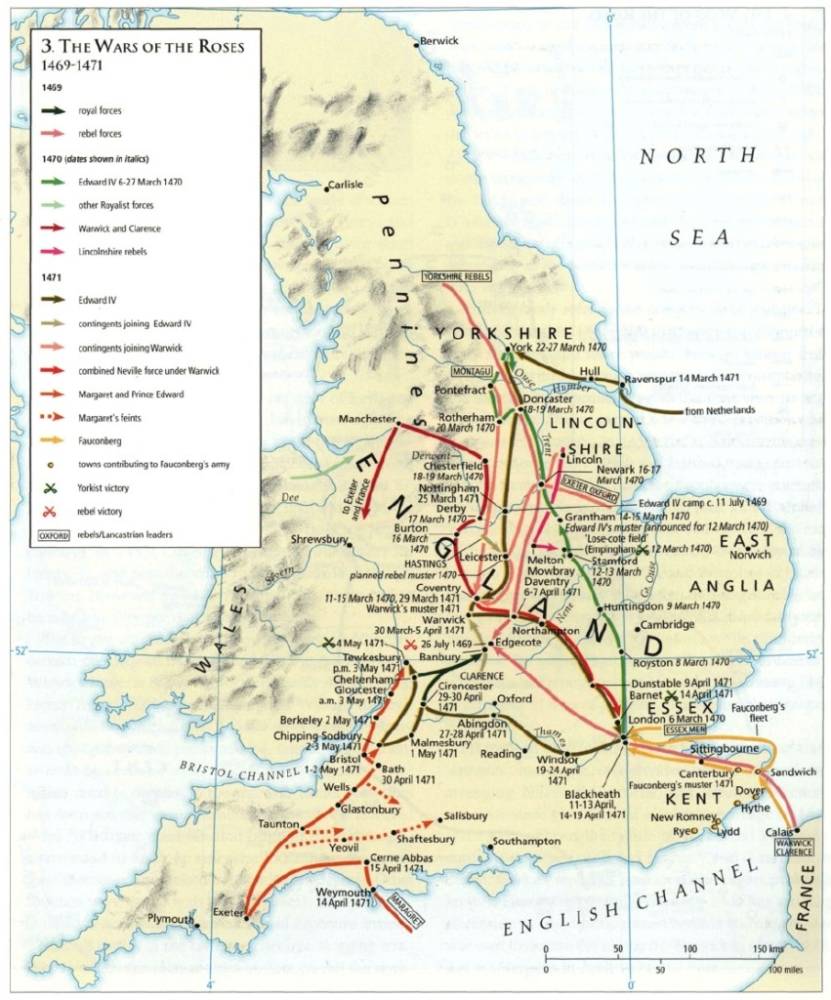 3. THE WARS OF THE ROSES
1469-1471
1469
royal forces
rebel forces
1470 (dates shown in italics)
Edward IV 6-27 March 1470
other Royalist forces
Warwick and Clarence
Lincolnshire rebels
1471
Edward IV
contingents joining Edward IV
contingents joining Warwick
combined Neville force under Warwick
Margaret and Prince Edward
Margaret's feints
Fauconberg
towns contributing to Fauconberg's army
Yorkist victory
rebel victory
OXFORD rebels/Lancastrian leaders
4°
0°
Berwick
NORTH
SEA
Carlisle
Pennines
YORKSHIRE REBELS
YORKSHIRE
York 22-27 March 1470
MONTAGU
Ouse
Hull
Humber
Ravenspur 14 March 1471
Pontefract
Doncaster
18-19 March 1470
from Netherlands
Manchester
Rotherham
20 March 1470
LINCOLN-
SHIRE
Trent
Lincoln
Derwent
Chesterfield
18-19 March 1470
Newark 16-17
March 1470
ENGLAND
to Exeter
and France
Dee
Nottingham
25 March 1471
EXETER OXFORD
Edward IV camp c. 11 July 1469
Derby
17 March 1470
Grantham 14-15 March 1470
Edward IV's muster (announced for 12 March 1470)
Burton
16 March
1470
'Lose-cote field'
(Empingham) 12 March 1470)
EAST
Norwich
Shrewsbury
HASTINGS
Leicester
planned rebel muster 1470
Melton
Mowbray
Stamford
12-13 March
1470
Gt. Ouse
ANGLIA
Severn
Coventry
11-15 March 1470, 29 March 1471
Warwick's muster 1471
Daventry
6-7 April 1471
Nene
Huntingdon 9 March 1470
WALES
Warwick
30 March-5 April 1471
Northampton
Cambridge
52°
4 May 1471
26 July 1469
Edgecote
52°
Tewkesbury
p.m. 3 May 1471
Banbury
Royston 8 March 1470
Cheltenham
CLARENCE
Dunstable 9 April 1471
Gloucester
a.m. 3 May 1471
Cirencester
29-30 April
1471
Barnet 14 April 1471
ESSEX
Oxford
London 6 March 1470
ESSEX MEN
Fauconberg's
fleet
Berkeley 2 May 1471
Abingdon
27-28 April 1471
Thames
Chipping Sodbury
2-3 May 1471
Malmesbury
1 May 1471
Reading
Windsor
19-24 April
1471
Sittingbourne
BRISTOL CHANNEL
Bristol
1-2 May 1471
Bath
30 April 1471
Canterbury
Fauconberg's muster 1471
Sandwich
Wells
Blackheath
11-13 April,
14-19 April 1471
KENT
Dover
Glastonbury
Hythe
New Romney
Salisbury
Taunton
Rye
Lydd
Calais
Shaftesbury
Yeovil
Southampton
WARWICK
CLARENCE
Cerne Abbas
15 April 1471
Weymouth
14 April 1471
MARAGRET
Plymouth
Exeter
ENGLISH CHANNEL
FRANCE
0 50 100 150 kms
0 50 100 miles
4°
0°